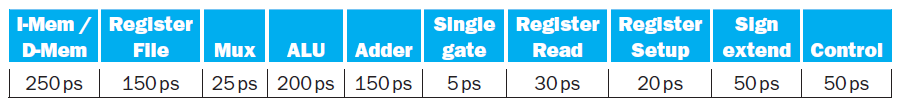 I-Mem / Register Single Register Register Sign
D-Mem File Mux ALU Adder gate Read Setup extend Control
250 ps 150 ps 25 ps 200 ps 150 ps 5 ps 30 ps 20 ps 50 ps 50 ps